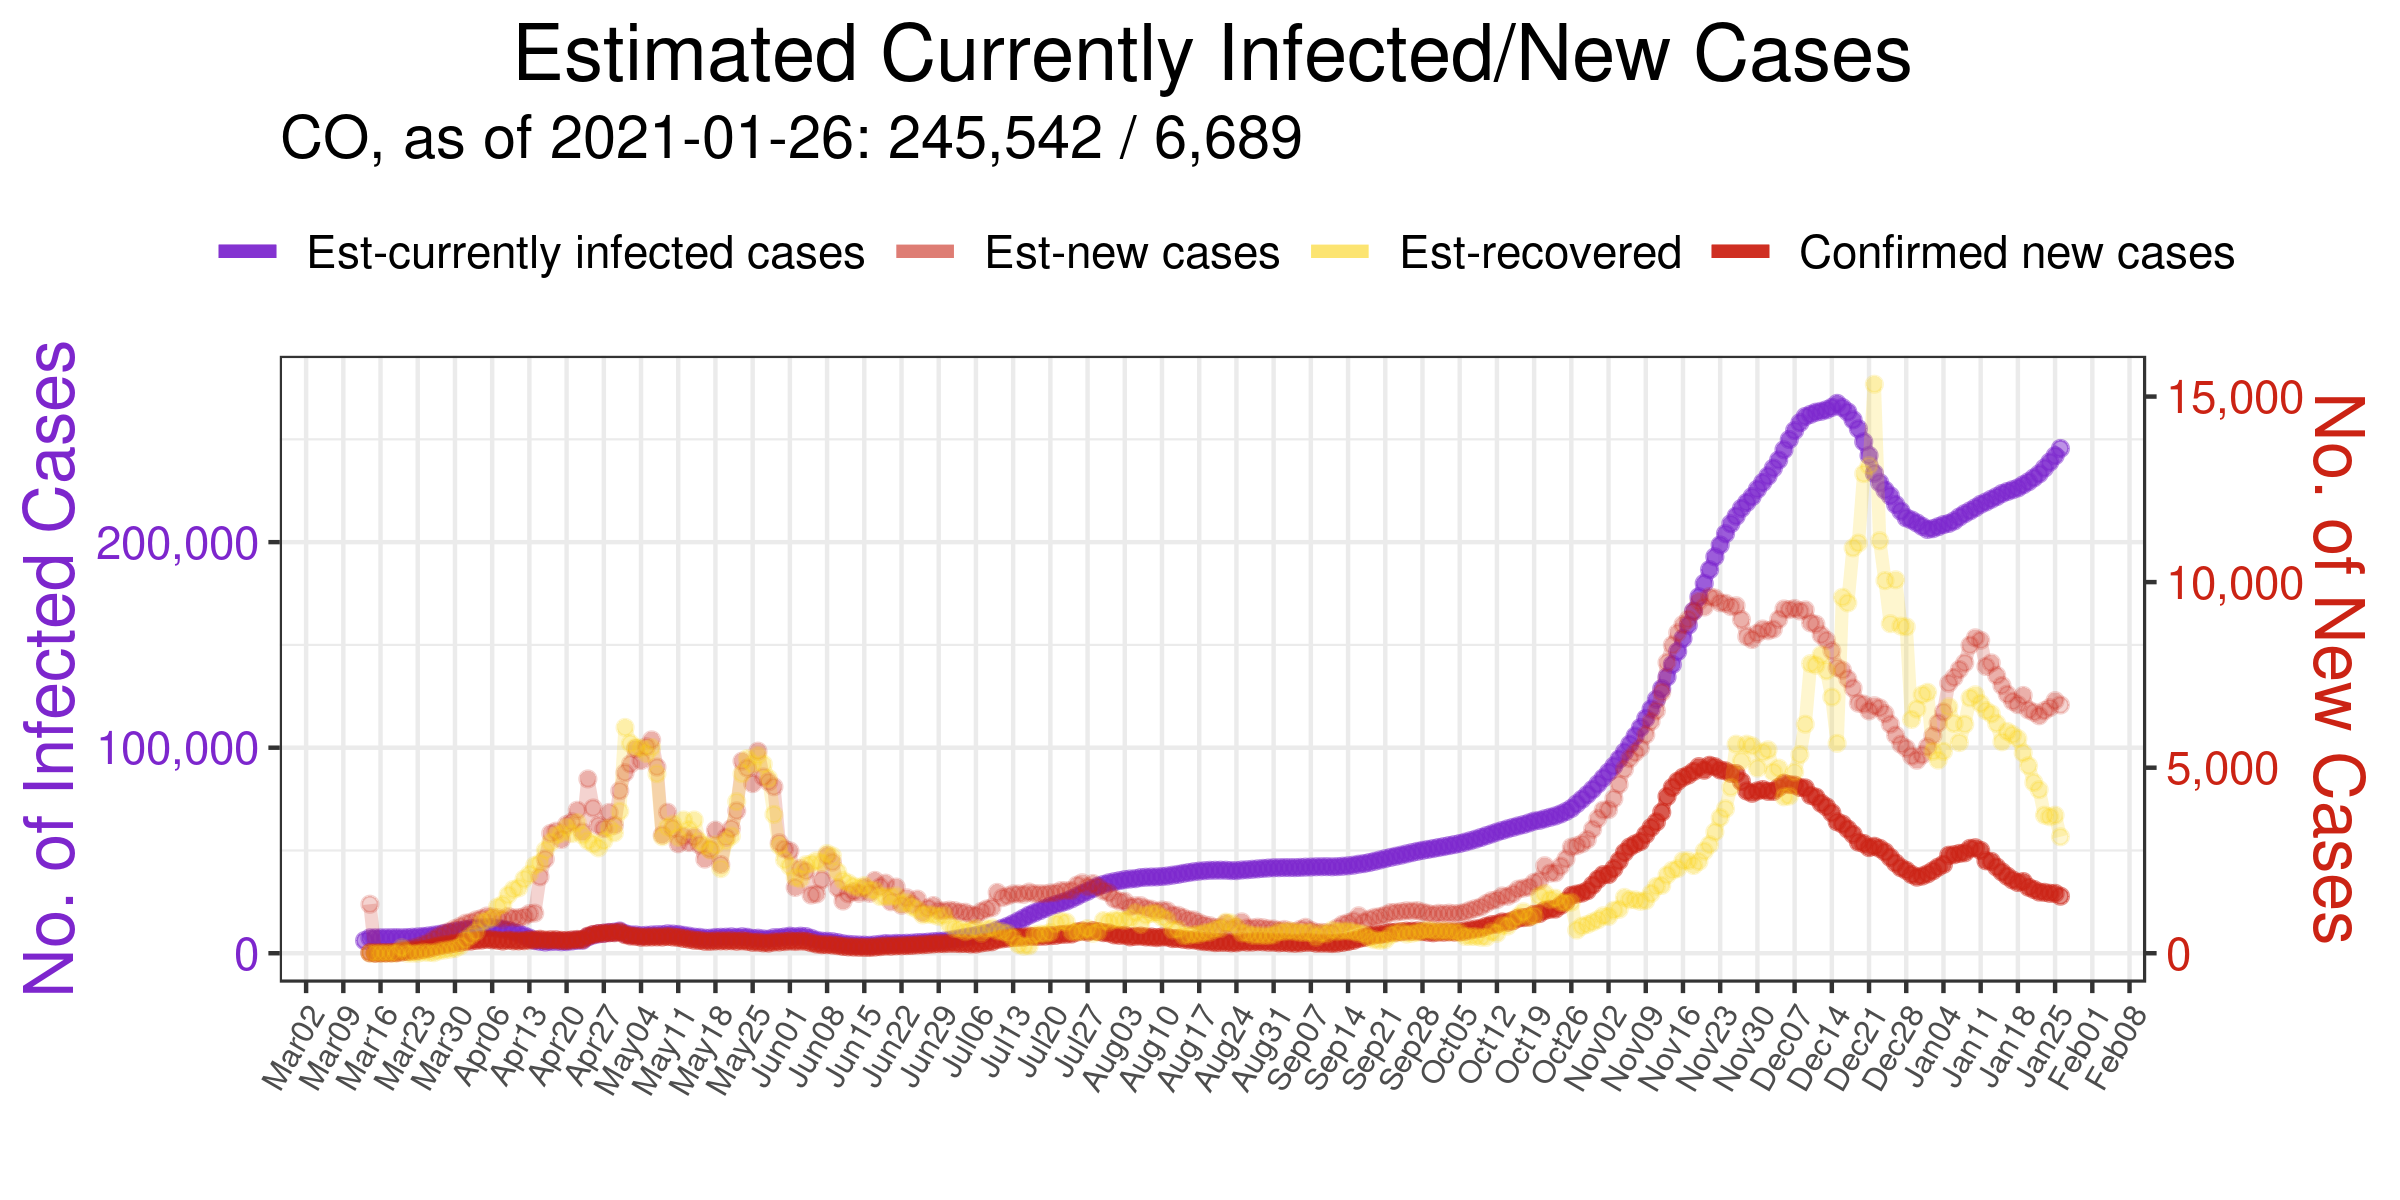 Estimated Currently Infected/New Cases
CO, as of 2021-01-26: 245,542 / 6,689
Est-currently infected cases Est-new cases Est-recovered Confirmed new cases
No. of Infected Cases
200,000
100,000
0
15,000
10,000
5,000
0
No. of New Cases
Mar02 Mar09 Mar16 Mar23 Mar30 Apr06 Apr13 Apr20 Apr27 May04 May11 May18 May25 Jun01 Jun08 Jun15 Jun22 Jun29 Jul06 Jul13 Jul20 Jul27 Aug03 Aug10 Aug17 Aug24 Aug31 Sep07 Sep14 Sep21 Sep28 Oct05 Oct12 Oct19 Oct26 Nov02 Nov09 Nov16 Nov23 Nov30 Dec07 Dec14 Dec21 Dec28 Jan04 Jan11 Jan18 Jan25 Feb01 Feb08